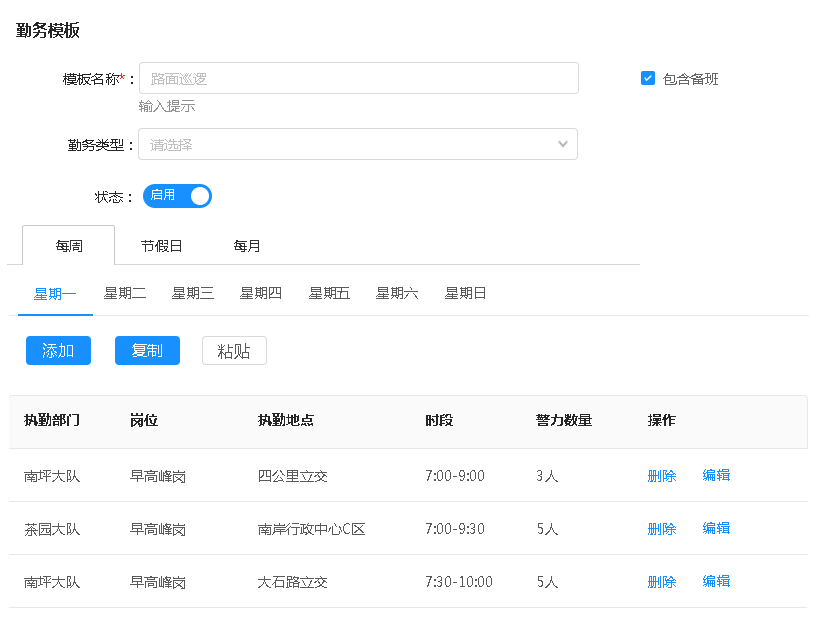 勤务模板
模板名称*： 路面巡逻 包含备班
输入提示
勤务类型： 请选择
状态： 启用
每周 节假日 每月
星期一 星期二 星期三 星期四 星期五 星期六 星期日
添加 复制 粘贴
执勤部门 岗位 执勤地点 时段 警力数量 操作
南坪大队 早高峰岗 四公里立交 7:00-9:00 3人 删除 编辑
茶园大队 早高峰岗 南岸行政中心C区 7:00-9:30 5人 删除 编辑
南坪大队 早高峰岗 大石路立交 7:30-10:00 5人 删除 编辑